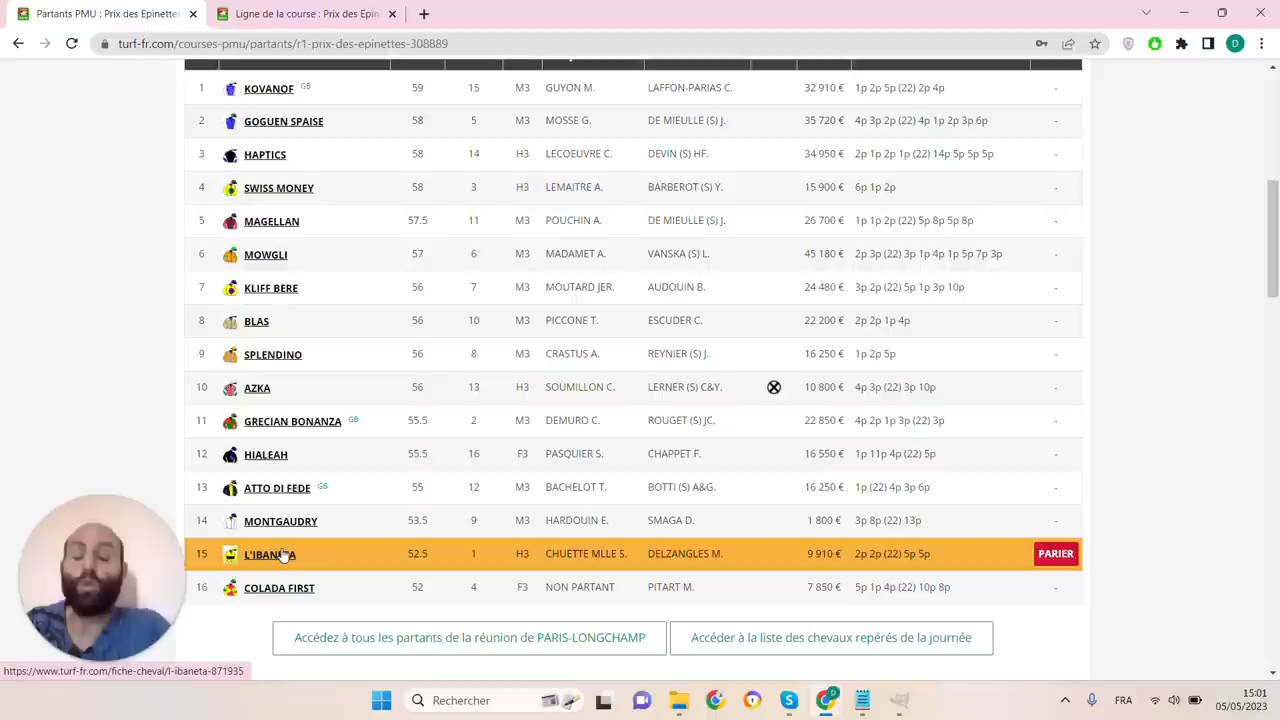 Partants PMU : Prix des Epinettes
Ligne de la course : Prix des Epin
turf-fr.com/courses-pmu/partants/r1-prix-des-epinettes-308889
D
1 KOVANOF GB 59 15 M3 GUYON M. LAFFON-PARIAS C. 32 910 € 1p 2p 5p (22) 2p 4p -
2 GOGUEN SPAISE 58 5 M3 MOSSE G. DE MIEULLE (S) J. 35 720 € 4p 3p 2p (22) 4p 1p 2p 3p 6p -
3 HAPTICS 58 14 H3 LECOEUVRE C. DEVIN (S) HF. 34 950 € 2p 1p 2p 1p (22) 14p 5p 5p 5p -
4 SWISS MONEY 58 3 H3 LEMAITRE A. BARBEROT (S) Y. 15 900 € 6p 1p 2p -
5 MAGELLAN 57.5 11 M3 POUCHIN A. DE MIEULLE (S) J. 26 700 € 1p 1p 2p (22) 5p 8p 5p 8p -
6 MOWGLI 57 6 M3 MADAMET A. VANSKA (S) L. 45 180 € 2p 3p (22) 3p 1p 4p 1p 5p 7p 3p -
7 KLIFF BERE 56 7 M3 MOUTARD JER. AUDOUIN B. 24 480 € 3p 2p (22) 5p 1p 3p 10p -
8 BLAS 56 10 M3 PICCONE T. ESCUDER C. 22 200 € 2p 2p 1p 4p -
9 SPLENDINO 56 8 M3 CRASTUS A. REYNIER (S) J. 16 250 € 1p 2p 5p -
10 AZKA 56 13 H3 SOUMILLON C. LERNER (S) C&Y. 10 800 € 4p 3p (22) 3p 10p -
11 GRECIAN BONANZA GB 55.5 2 M3 DEMURO C. ROUGET (S) JC. 22 850 € 4p 2p 1p 3p (22) 3p -
12 HIALEAH 55.5 16 F3 PASQUIER S. CHAPPET F. 16 550 € 1p 11p 4p (22) 5p -
13 ATTO DI FEDE GB 55 12 M3 BACHELOT T. BOTTI (S) A&G. 16 250 € 1p (22) 4p 3p 6p -
14 MONTGAUDRY 53.5 9 M3 HARDOUIN E. SMAGA D. 1 800 € 3p 8p (22) 13p -
15 L'IBANETA 52.5 1 H3 CHUETTE MLLE S. DELZANGLES M. 9 910 € 2p 2p (22) 5p 5p PARIER
16 COLADA FIRST 52 4 F3 NON PARTANT PITART M. 7 850 € 5p 1p 4p (22) 10p 8p -
Accédez à tous les partants de la réunion de PARIS-LONGCHAMP
Accéder à la liste des chevaux repérés de la journée
https://www.turf-fr.com/fiche-cheval/l-ibaneta-871935
Rechercher
FRA
15:01
05/05/2023